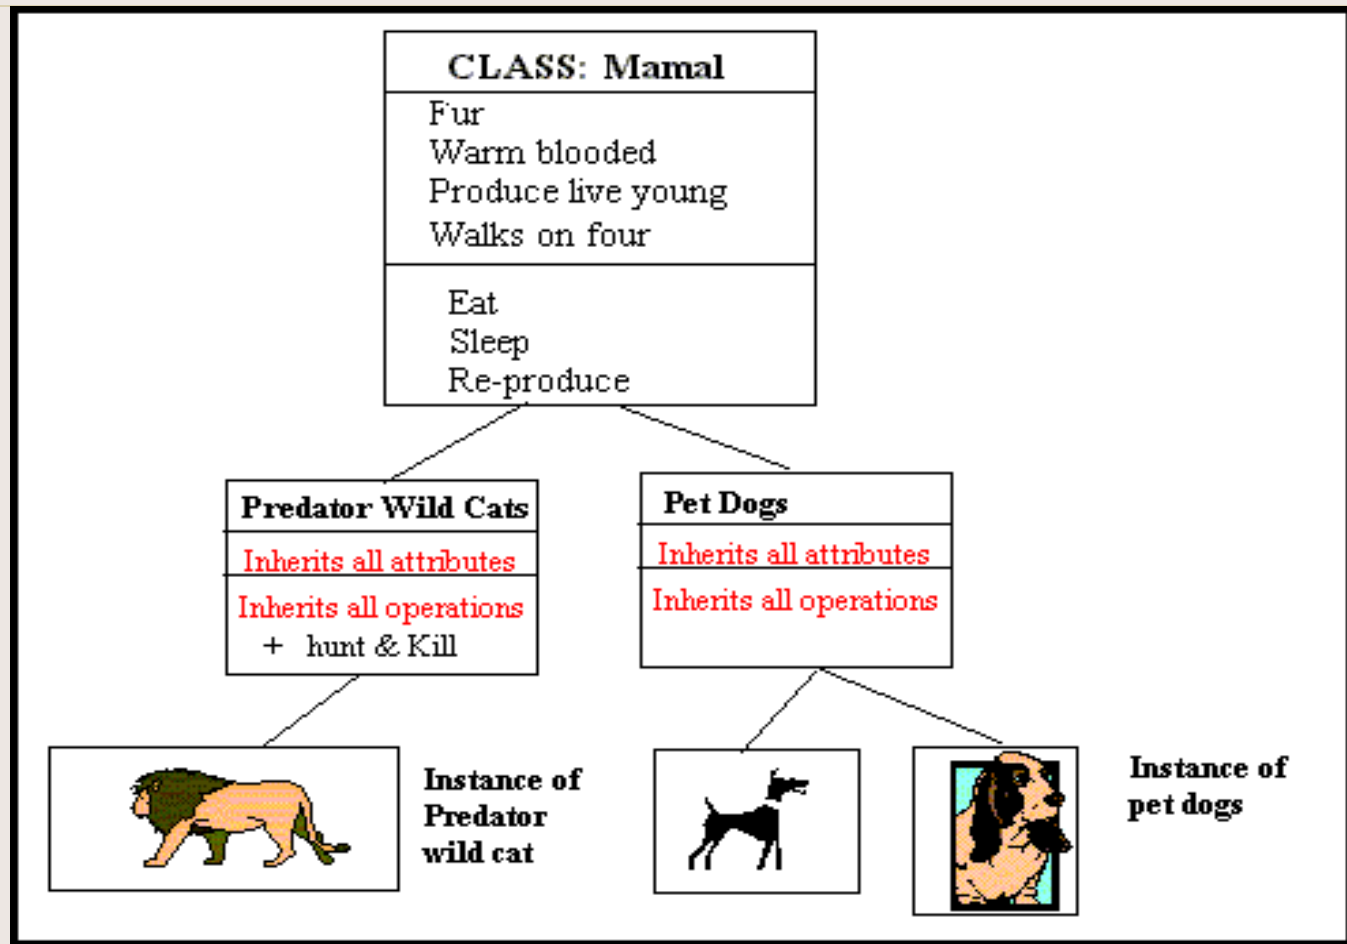 CLASS: Mamal
Fur
Warm blooded
Produce live young
Walks on four
Eat
Sleep
Re-produce
Predator Wild Cats
Inherits all attributes
Inherits all operations
+ hunt & Kill
Pet Dogs
Inherits all attributes
Inherits all operations
Instance of
Predator
wild cat
Instance of
pet dogs